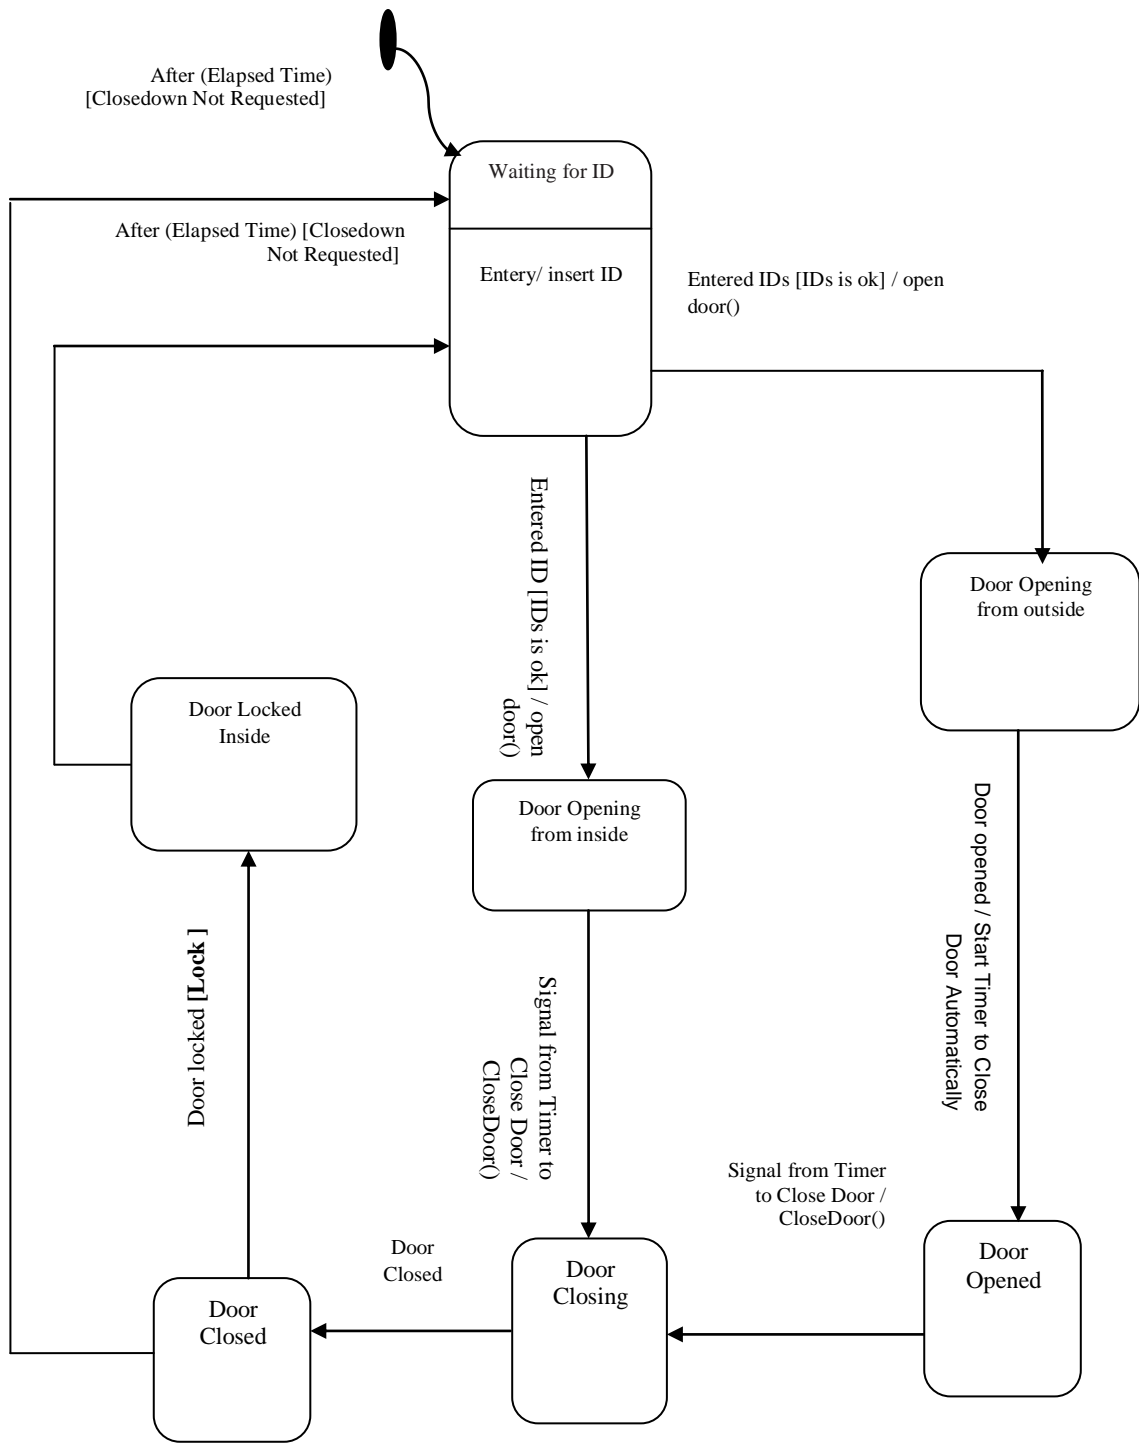 After (Elapsed Time)
[Closedown Not Requested]
Waiting for ID
After (Elapsed Time) [Closedown
Not Requested]
Entery/ insert ID
Entered IDs [IDs is ok] / open
door()
Entered ID [IDs is ok] / open
door()
Door Opening
from outside
Door Locked
Inside
Door Opening
from inside
Door opened / Start Timer to Close
Door Automatically
Door locked [Lock ]
Signal from Timer to
Close Door /
CloseDoor()
Signal from Timer
to Close Door /
CloseDoor()
Door
Closed
Door
Opened
Door
Closing
Door
Closed